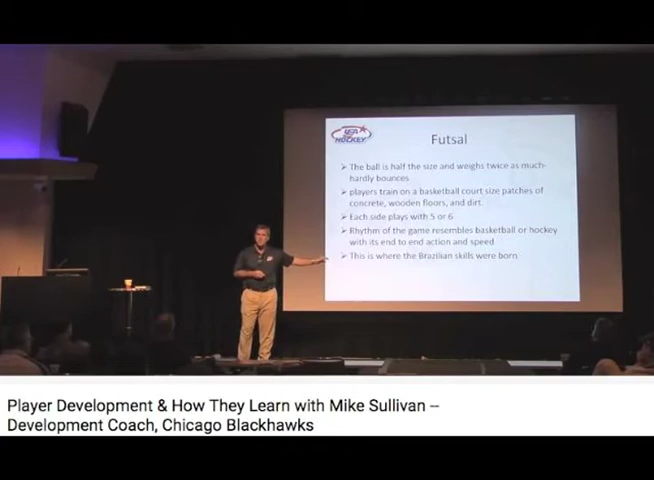 USA
HOCKEY
Futsal
➢ The ball is half the size and weighs twice as much-
hardly bounces
➢ players train on a basketball court size patches of
concrete, wooden floors, and dirt
➢ Each side plays with 5 or 6
➢ Rhythm of the game resembles basketball or hockey
with its end to end action and speed
➢ This is where the Brazilian skills were born
Player Development & How They Learn with Mike Sullivan --
Development Coach, Chicago Blackhawks